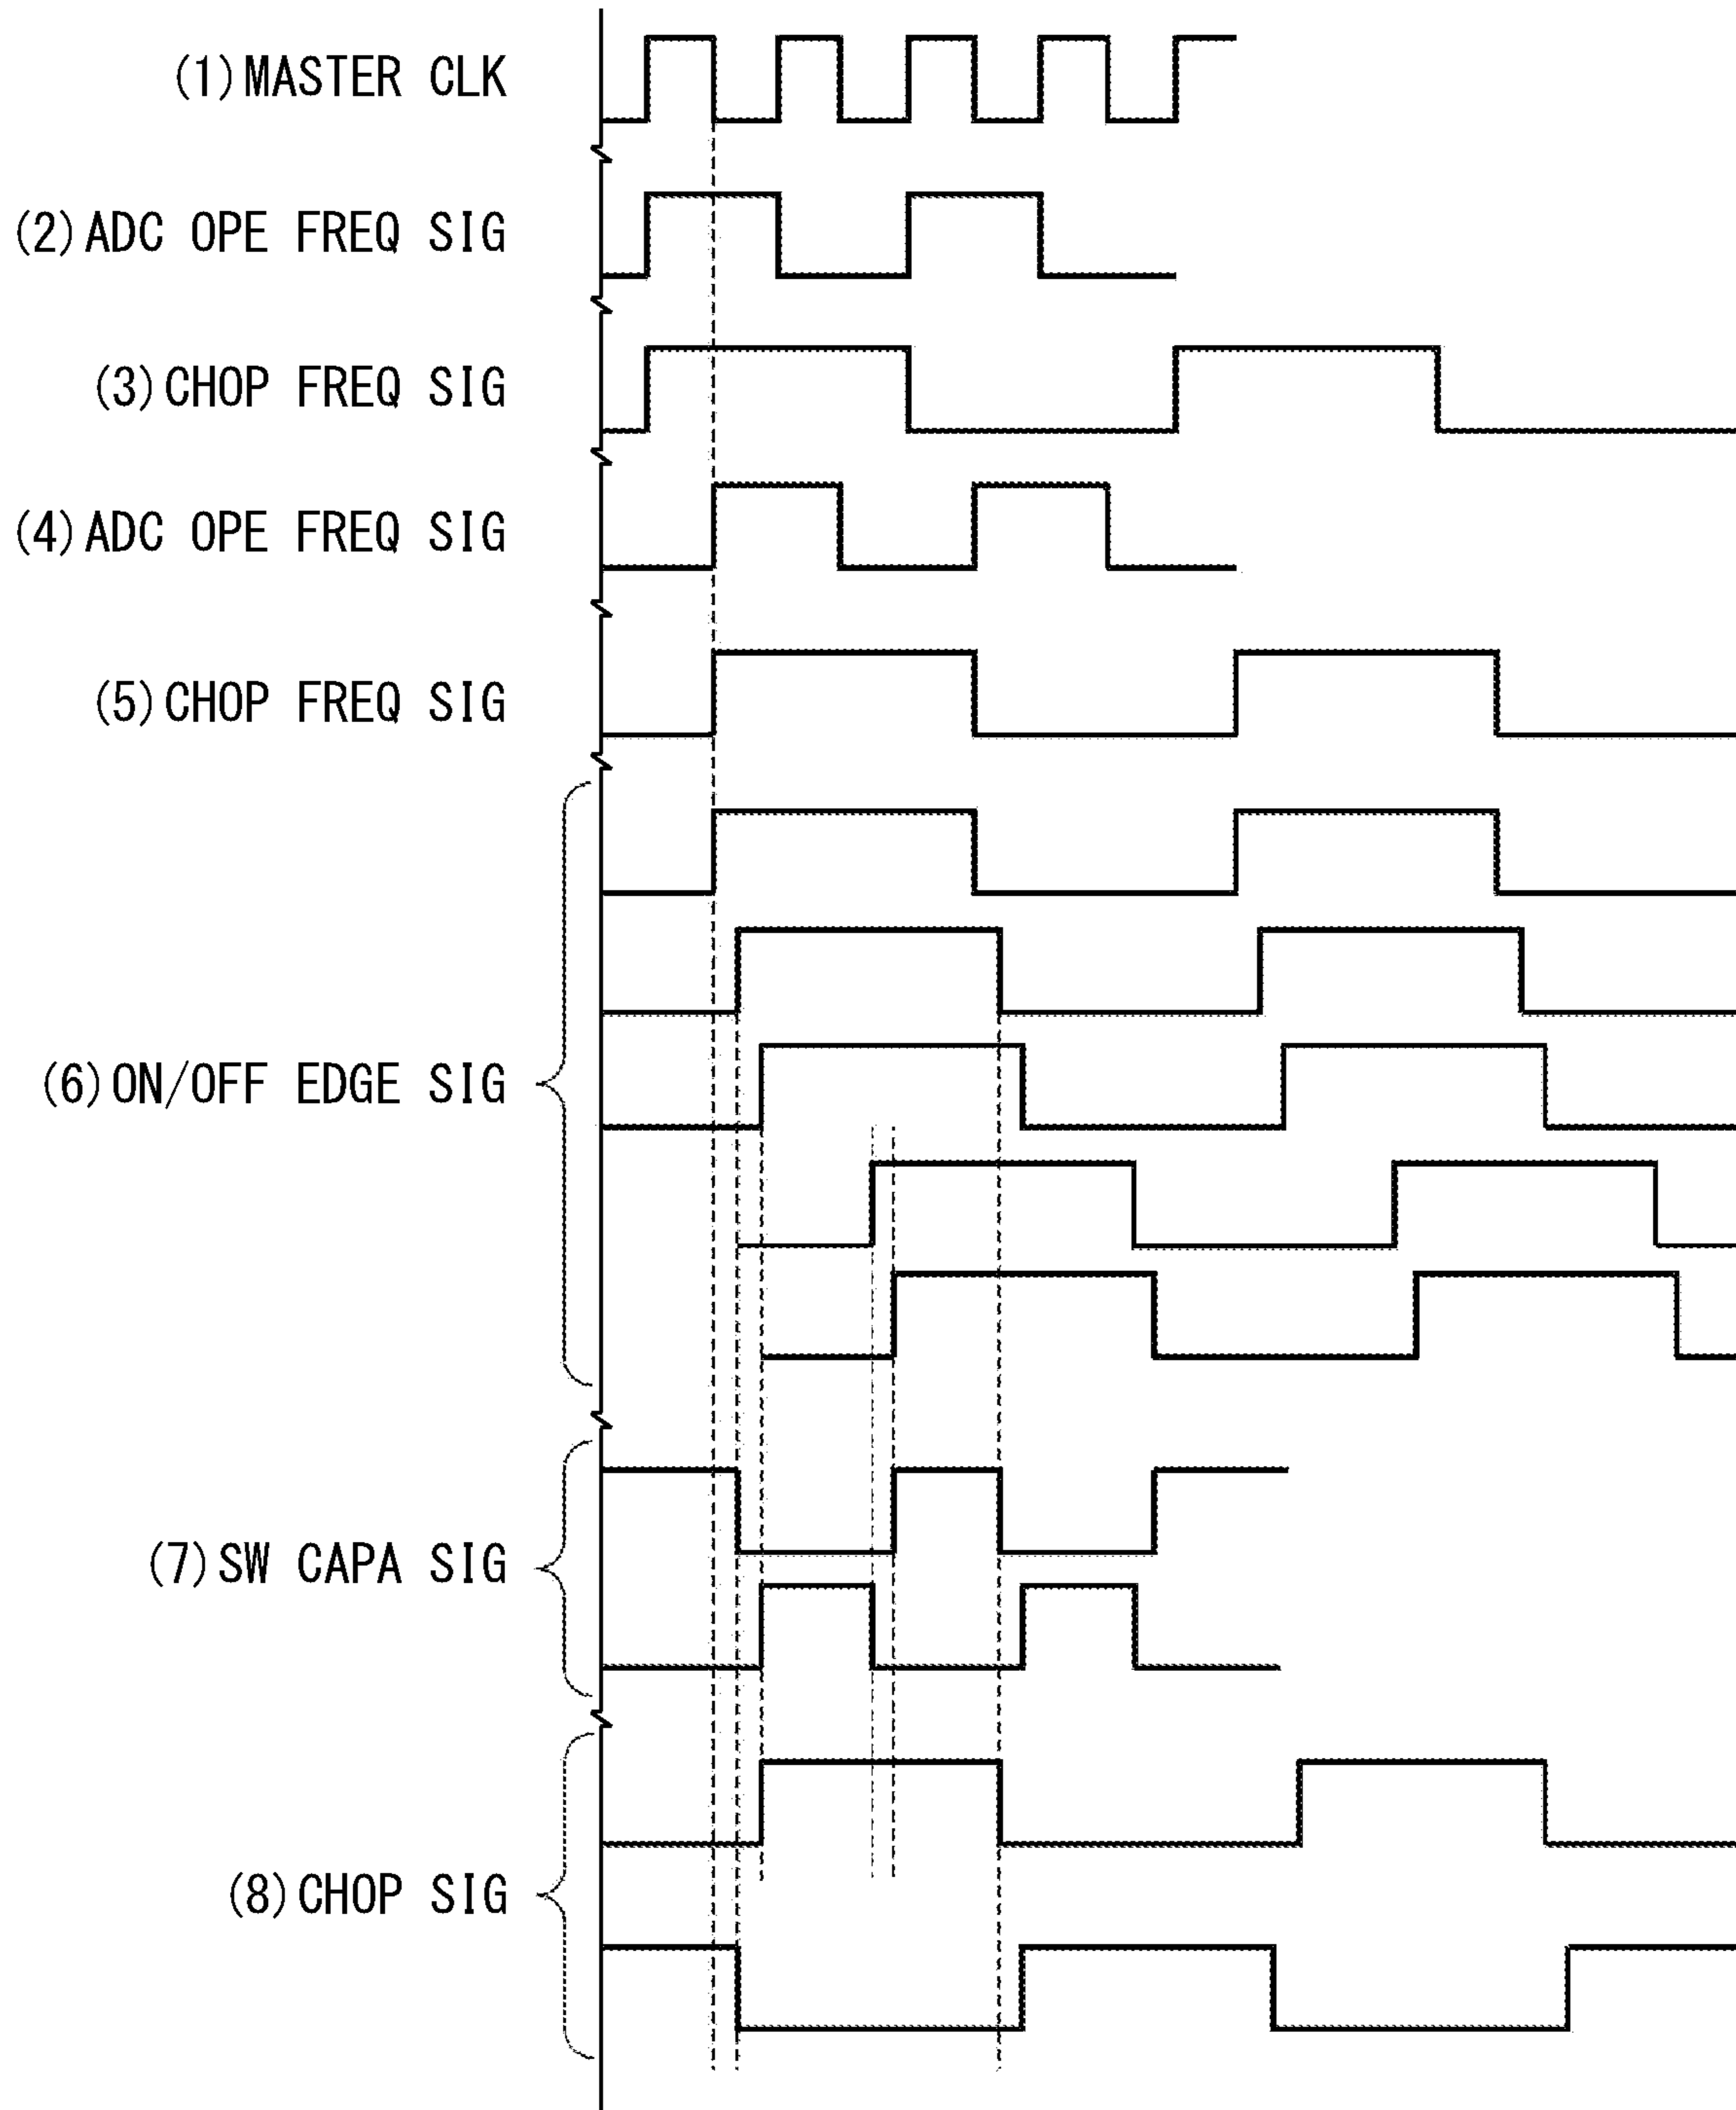 (1)MASTER CLK
(2)ADC OPE FREQ SIG
(3)CHOP FREQ SIG
(4)ADC OPE FREQ SIG
(5)CHOP FREQ SIG
(6)ON/OFF EDGE SIG
(7)SW CAPA SIG
(8)CHOP SIG